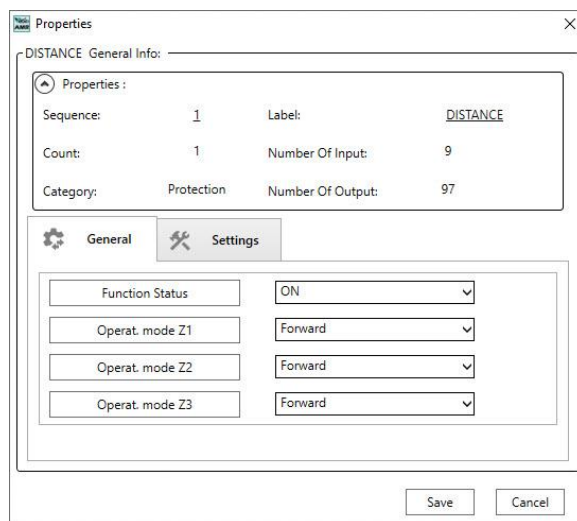 Properties
DISTANCE General Info:
Properties :
Sequence: 1 Label: DISTANCE
Count: 1 Number Of Input: 9
Category: Protection Number Of Output: 97
General Settings
Function Status ON
Operat. mode Z1 Forward
Operat. mode Z2 Forward
Operat. mode Z3 Forward
Save Cancel